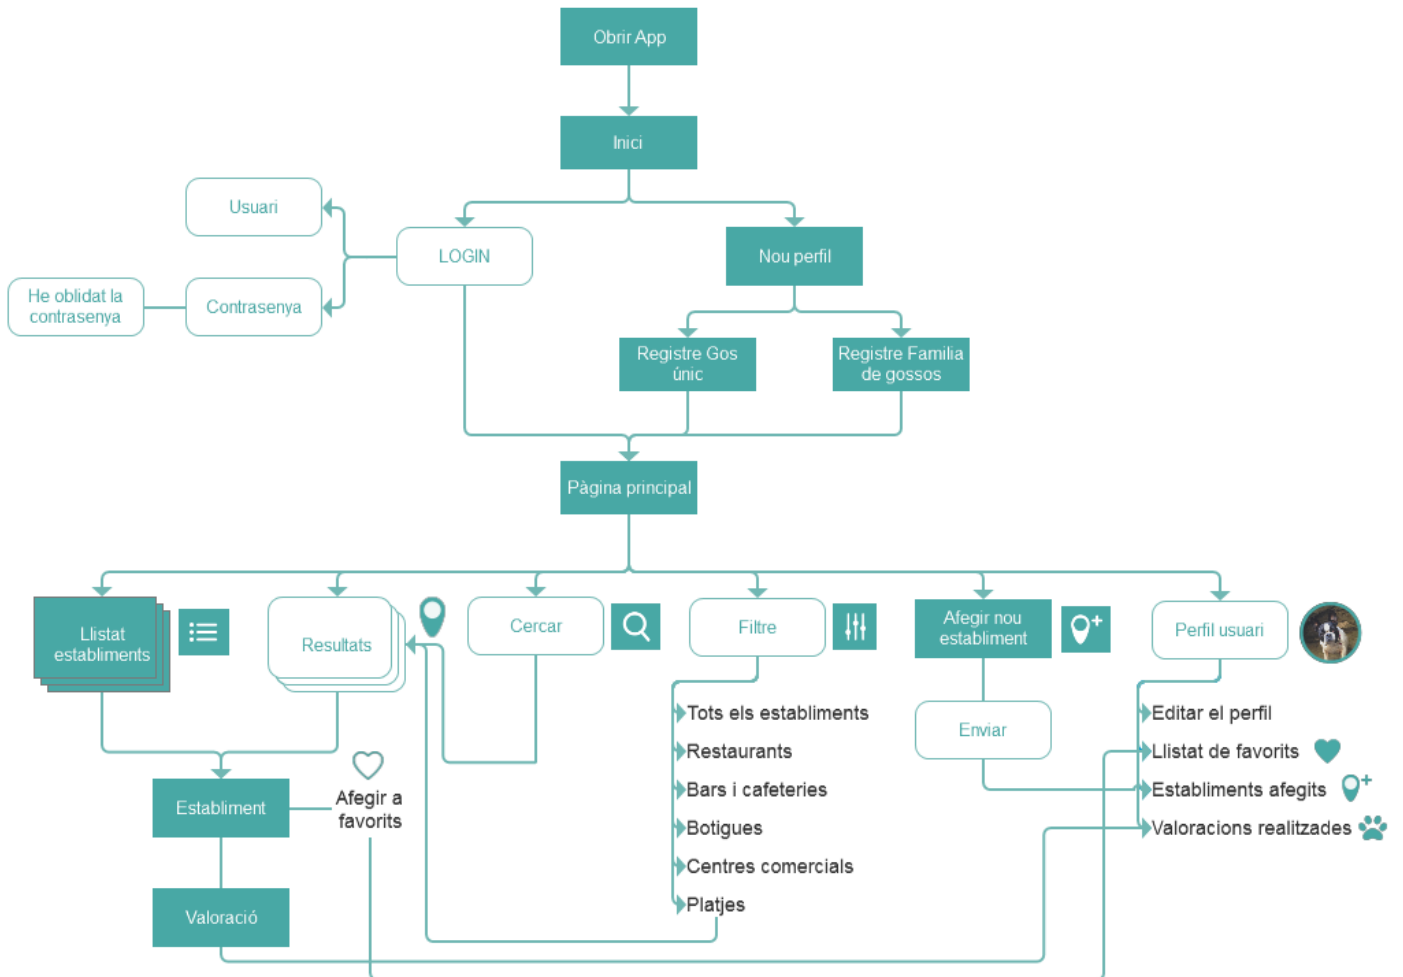 Obrir App
Inici
Usuari
LOGIN
Nou perfil
He oblidat la
contrasenya
Contrasenya
Registre Gos
únic
Registre Familia
de gossos
Pàgina principal
Llistat
establiments
Resultats
Cercar
Filtre
Afegir nou
establiment
Perfil usuari
Tots els establiments
Restaurants
Bars i cafeteries
Botigues
Centres comercials
Platjes
Enviar
Editar el perfil
Llistat de favorits
Establiments afegits
Valoracions realitzades
Establiment
Afegir a
favorits
Valoració